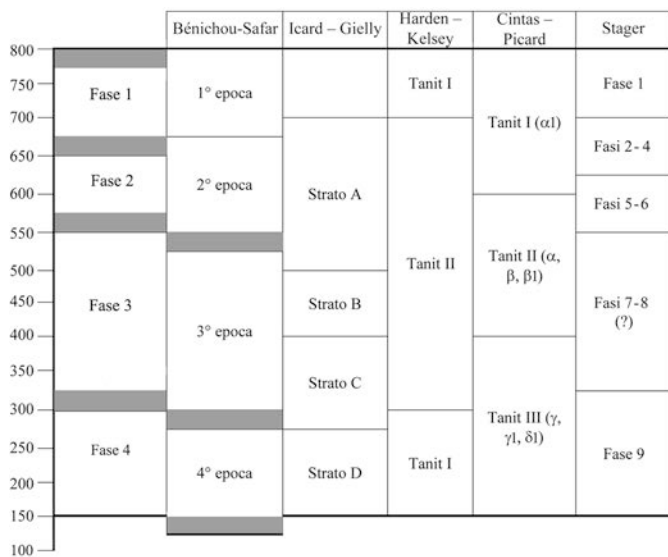 Bénichou-Safar
Icard – Gielly
Harden –
Kelsey
Cintas –
Picard
Stager
800
750
700
650
600
550
500
450
400
350
300
250
200
150
100
Fase 1
Fase 2
Fase 3
Fase 4
1° epoca
2° epoca
3° epoca
4° epoca
Strato A
Strato B
Strato C
Strato D
Tanit I
Tanit II
Tanit I
Tanit I (α1)
Tanit II (α,
β, β1)
Tanit III (γ,
γ1, δ1)
Fase 1
Fasi 2-4
Fasi 5-6
Fasi 7-8
(?)
Fase 9